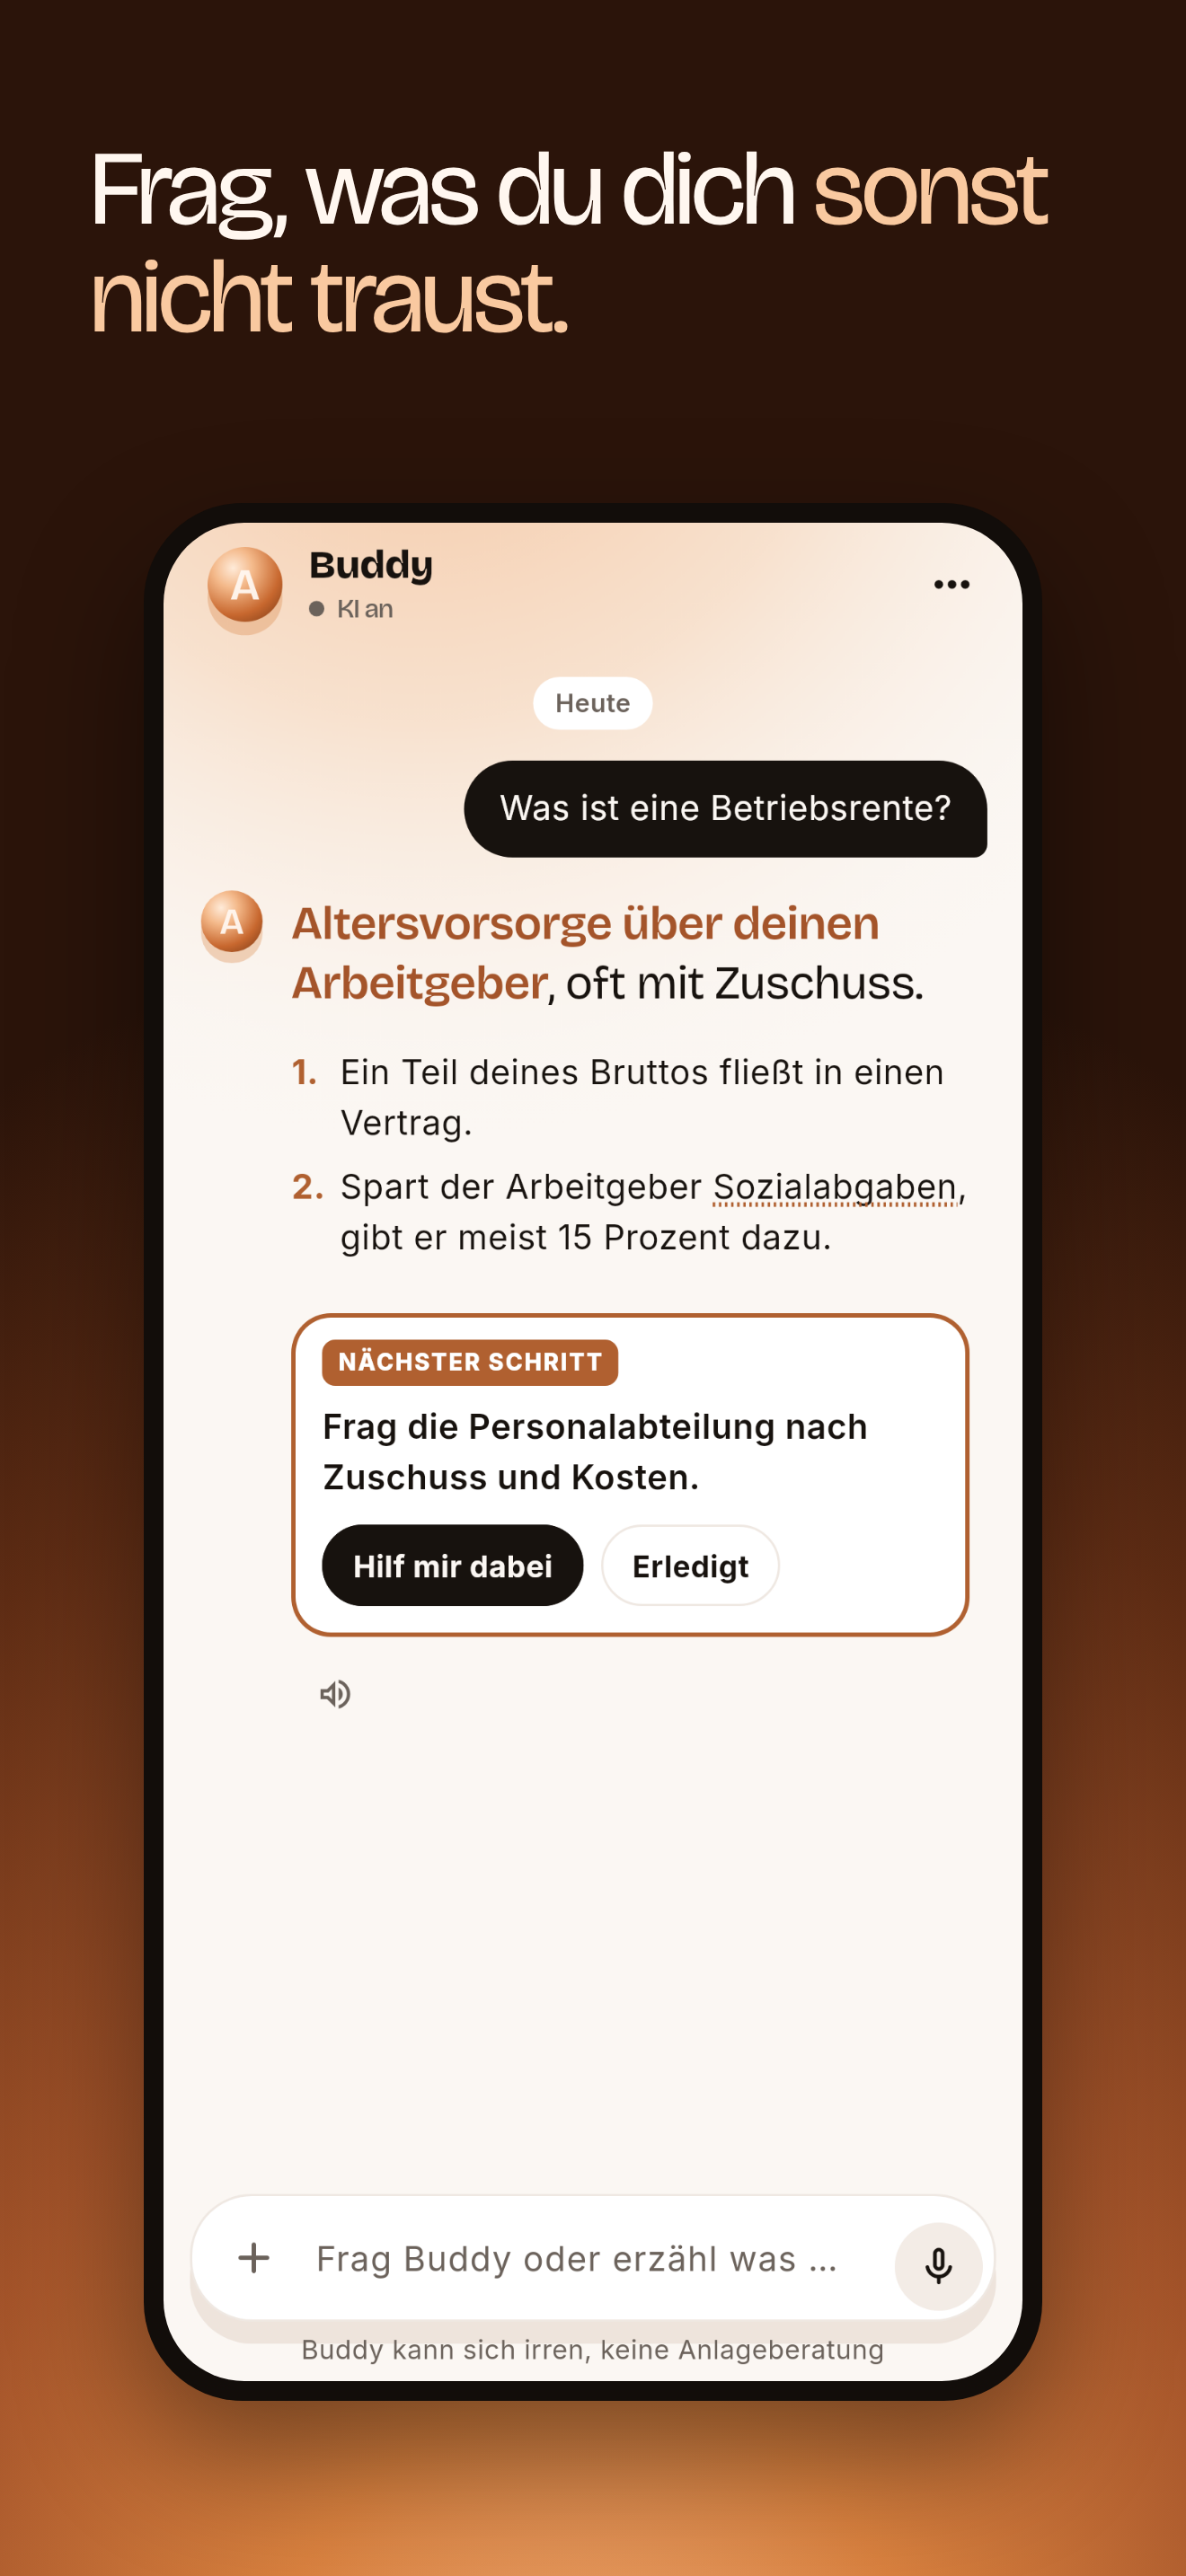 Frag, was du dich sonst
nicht traust.
A
Buddy
KI an
Heute
Was ist eine Betriebsrente?
A
Altersvorsorge über deinen
Arbeitgeber, oft mit Zuschuss.
1. Ein Teil deines Bruttos fließt in einen
Vertrag.
2. Spart der Arbeitgeber Sozialabgaben,
gibt er meist 15 Prozent dazu.
NÄCHSTER SCHRITT
Frag die Personalabteilung nach
Zuschuss und Kosten.
Hilf mir dabei
Erledigt
Frag Buddy oder erzähl was ...
Buddy kann sich irren, keine Anlageberatung